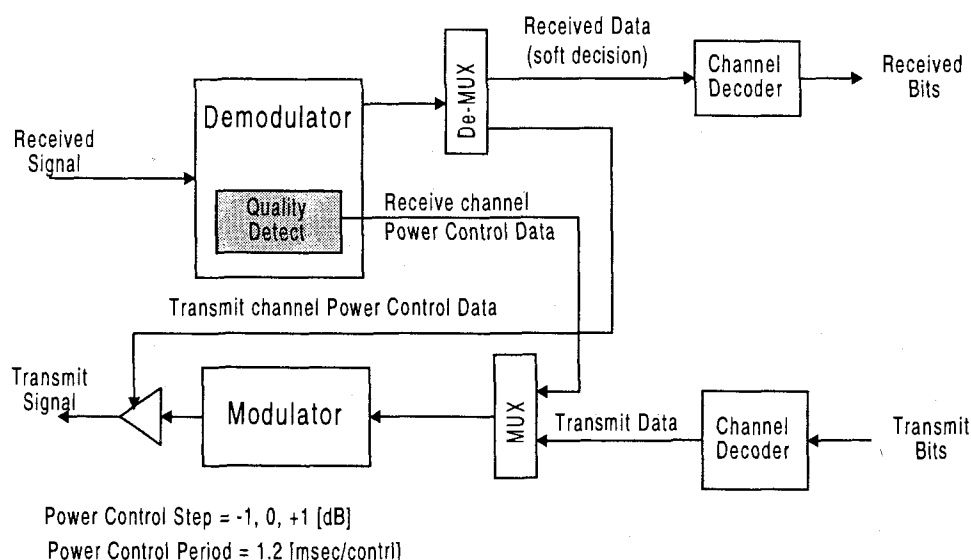 Received Data
(soft decision)
Channel
Decoder
Received
Bits
De-MUX
Demodulator
Received
Signal
Quality
Detect
Receive channel
Power Control Data
Transmit channel Power Control Data
Transmit
Signal
Modulator
MUX
Transmit Data
Channel
Decoder
Transmit
Bits
Power Control Step = -1, 0, +1 [dB]
Power Control Period = 1.2 [msec/contrl]